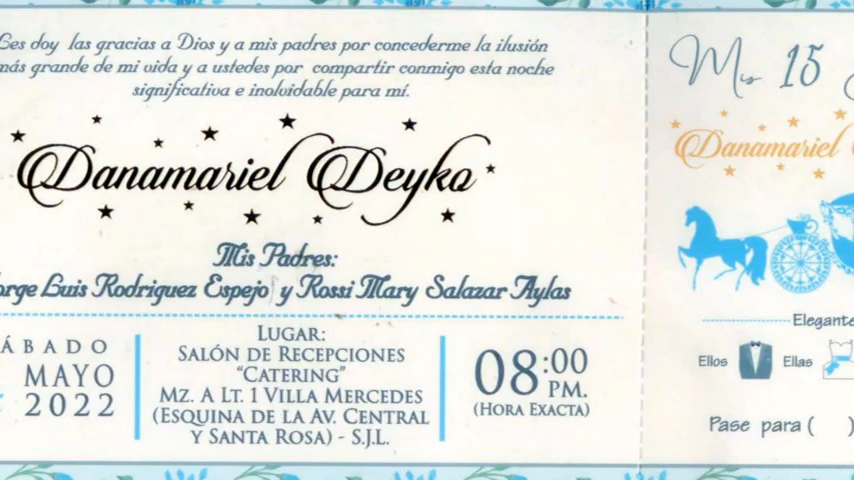 Les doy las gracias a Dios y a mis padres por concederme la ilusión
más grande de mi vida y a ustedes por compartir conmigo esta noche
significativa e inolvidable para mí.
Danamariel Deyko
Mis Padres:
Jorge Luis Rodriguez Espejo y Rossi Mary Salazar Aylas
SÁBADO
MAYO
2022
LUGAR:
SALÓN DE RECEPCIONES
"CATERING"
MZ. A LT. 1 VILLA MERCEDES
(ESQUINA DE LA AV. CENTRAL
Y SANTA ROSA) - S.J.L.
08:00
PM.
(HORA EXACTA)
Mis 15
Danamariel
Elegante
Ellos Ellas
Pase para ( )